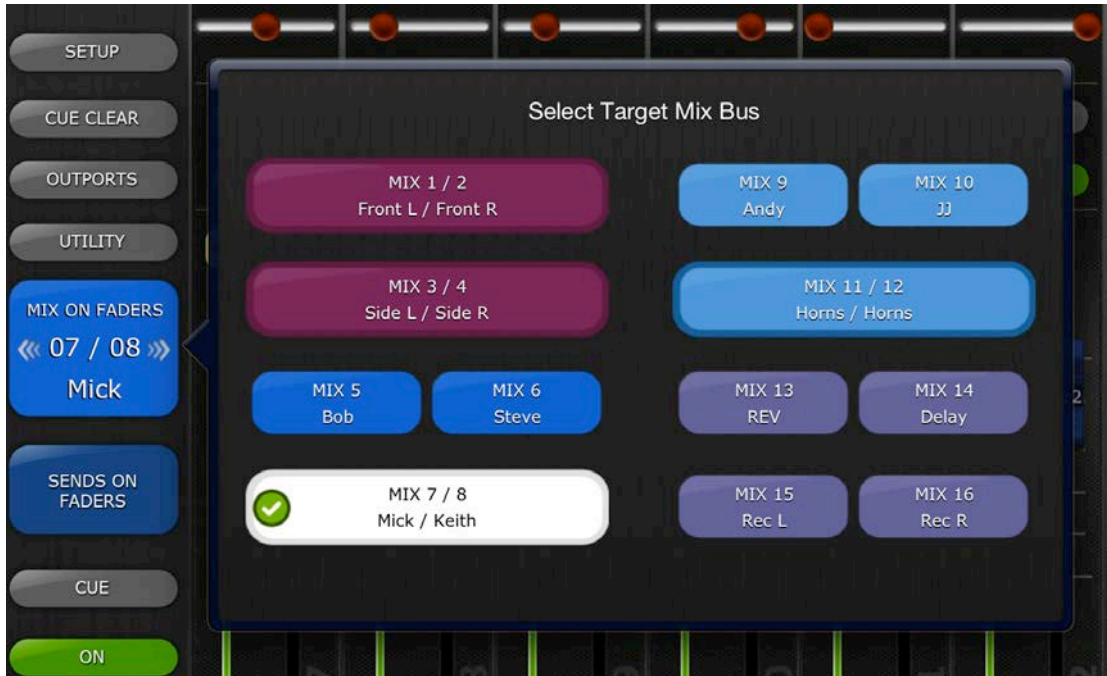 SETUP
CUE CLEAR
OUTPORTS
UTILITY
MIX ON FADERS
07 / 08
Mick
SENDS ON
FADERS
CUE
ON
Select Target Mix Bus
MIX 1 / 2
Front L / Front R
MIX 3 / 4
Side L / Side R
MIX 5
Bob
MIX 6
Steve
MIX 7 / 8
Mick / Keith
MIX 9
Andy
MIX 10
JJ
MIX 11 / 12
Horns / Horns
MIX 13
REV
MIX 14
Delay
MIX 15
Rec L
MIX 16
Rec R
2